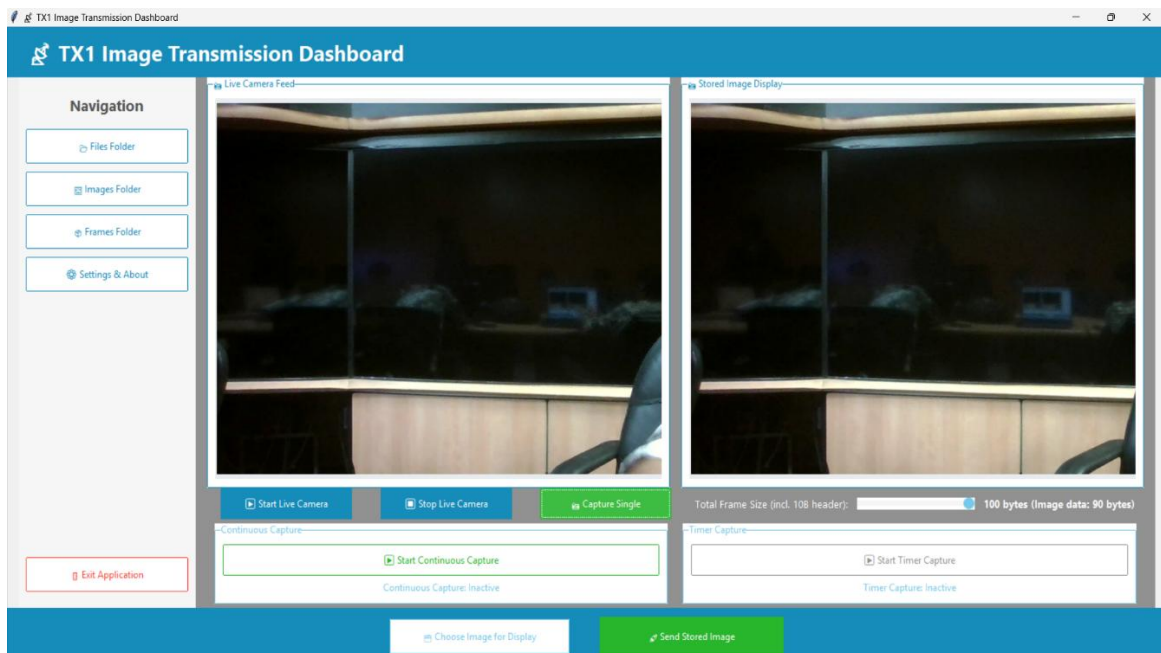 TX1 Image Transmission Dashboard
TX1 Image Transmission Dashboard
Navigation
Files Folder
Images Folder
Frames Folder
Settings & About
Exit Application
Live Camera Feed
Stored Image Display
Start Live Camera
Stop Live Camera
Capture Single
Total Frame Size (incl. 10B header):
100 bytes (Image data: 90 bytes)
Continuous Capture
Start Continuous Capture
Continuous Capture: Inactive
Timer Capture
Start Timer Capture
Timer Capture: Inactive
Choose Image for Display
Send Stored Image